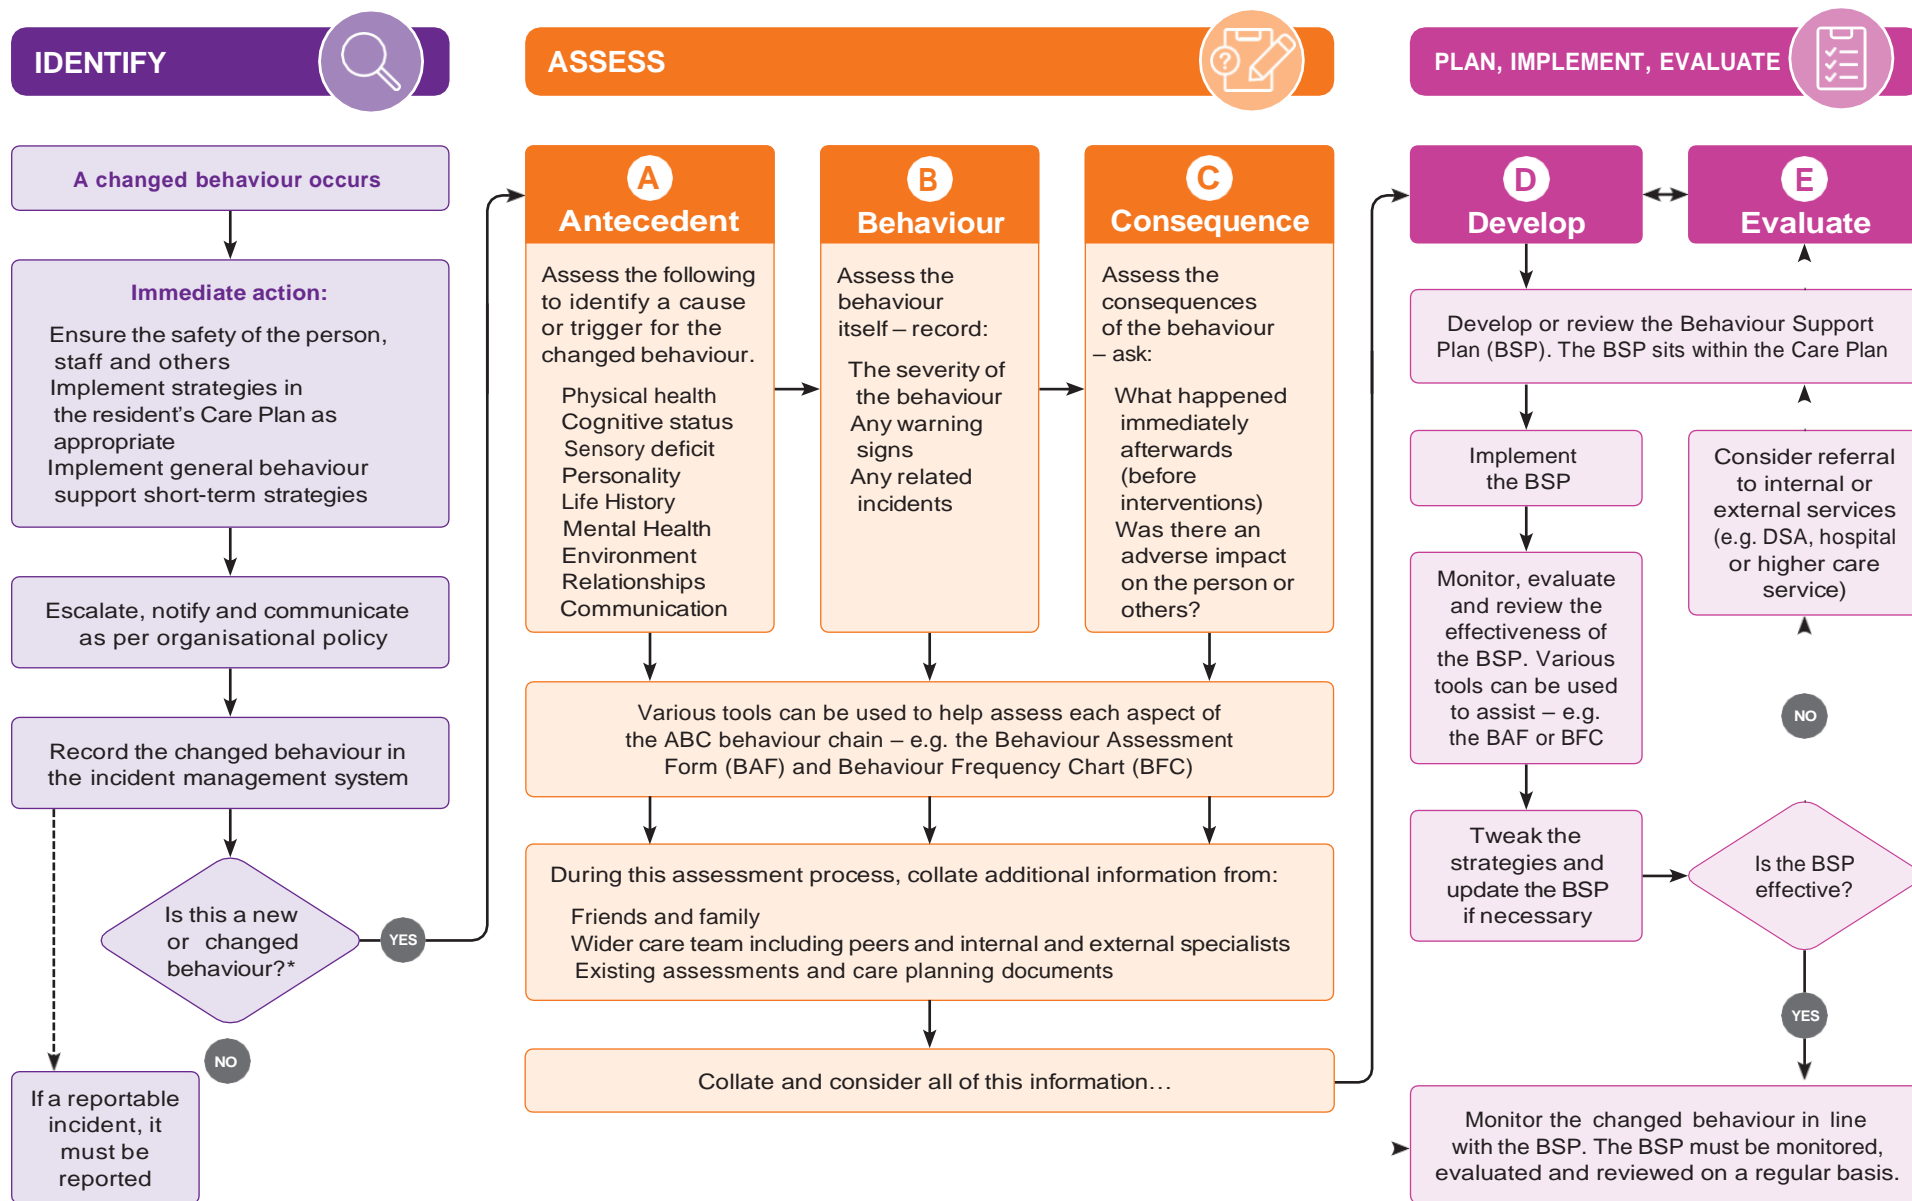 IDENTIFY
A changed behaviour occurs
Immediate action:
Ensure the safety of the person,
staff and others
Implement strategies in
the resident's Care Plan as
appropriate
Implement general behaviour
support short-term strategies
Escalate, notify and communicate
as per organisational policy
Record the changed behaviour in
the incident management system
Is this a new
or changed
behaviour?*
YES
NO
If a reportable
incident, it
must be
reported
ASSESS
A
Antecedent
Assess the following
to identify a cause
or trigger for the
changed behaviour.
Physical health
Cognitive status
Sensory deficit
Personality
Life History
Mental Health
Environment
Relationships
Communication
B
Behaviour
Assess the
behaviour
itself – record:
The severity of
the behaviour
Any warning
signs
Any related
incidents
C
Consequence
Assess the
consequences
of the behaviour
– ask:
What happened
immediately
afterwards
(before
interventions)
Was there an
adverse impact
on the person or
others?
Various tools can be used to help assess each aspect of
the ABC behaviour chain – e.g. the Behaviour Assessment
Form (BAF) and Behaviour Frequency Chart (BFC)
During this assessment process, collate additional information from:
Friends and family
Wider care team including peers and internal and external specialists
Existing assessments and care planning documents
Collate and consider all of this information…
PLAN, IMPLEMENT, EVALUATE
D
Develop
E
Evaluate
Develop or review the Behaviour Support
Plan (BSP). The BSP sits within the Care Plan
Implement
the BSP
Monitor, evaluate
and review the
effectiveness of
the BSP. Various
tools can be used
to assist – e.g.
the BAF or BFC
Tweak the
strategies and
update the BSP
if necessary
Consider referral
to internal or
external services
(e.g. DSA, hospital
or higher care
service)
NO
Is the BSP
effective?
YES
Monitor the changed behaviour in line
with the BSP. The BSP must be monitored,
evaluated and reviewed on a regular basis.